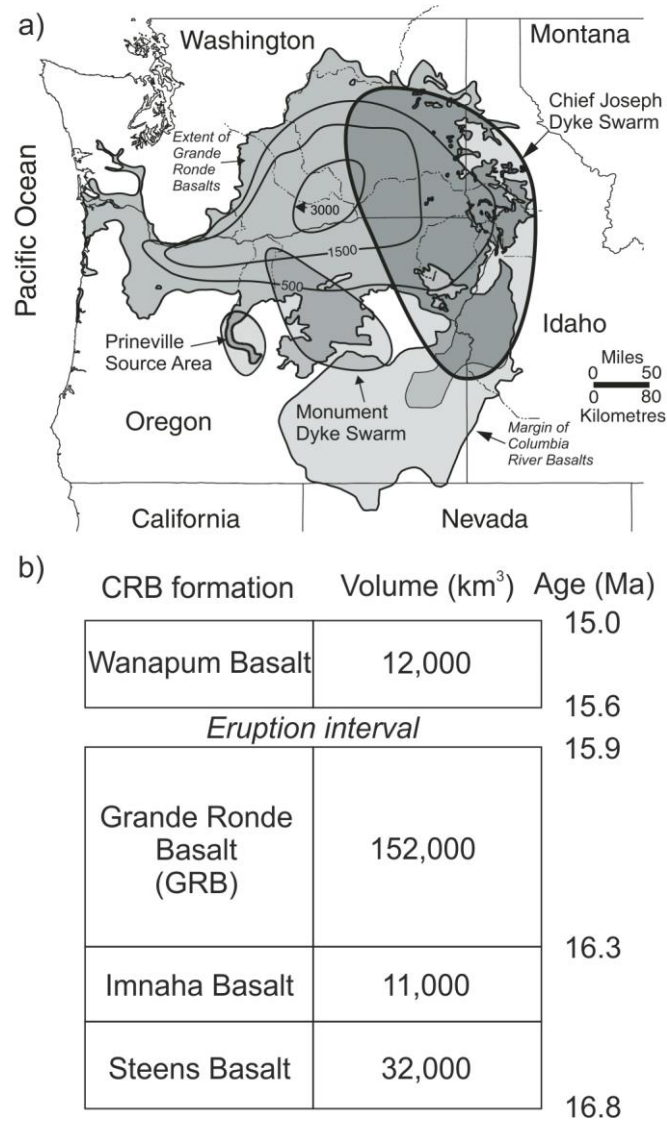 a)
Washington
Montana
Chief Joseph
Dyke Swarm
Extent of
Grande
Ronde
Basalts
Pacific Ocean
3000
1500
500
Prineville
Source Area
Idaho
Miles
0 50
0 80
Kilometres
Oregon
Monument
Dyke Swarm
Margin of
Columbia
River Basalts
California
Nevada
b)
CRB formation Volume (km³) Age (Ma)
15.0
Wanapum Basalt 12,000
15.6
Eruption interval
15.9
Grande Ronde
Basalt
(GRB)
152,000
16.3
Imnaha Basalt 11,000
Steens Basalt 32,000
16.8